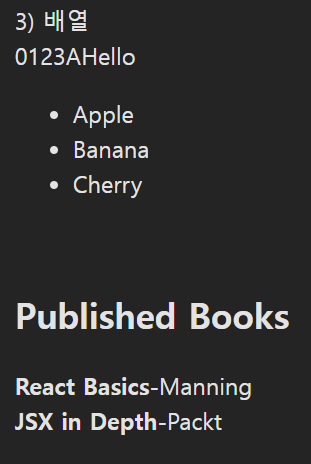 3) 배열
0123AHello
• Apple
• Banana
• Cherry
Published Books
React Basics-Manning
JSX in Depth-Packt